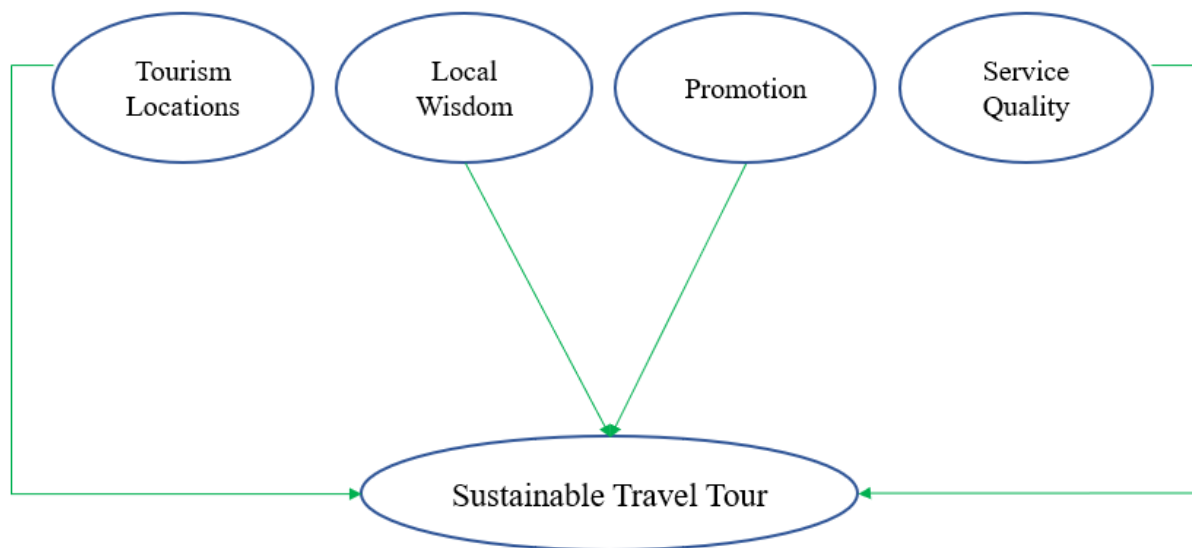 Tourism
Locations
Local
Wisdom
Promotion
Service
Quality
Sustainable Travel Tour